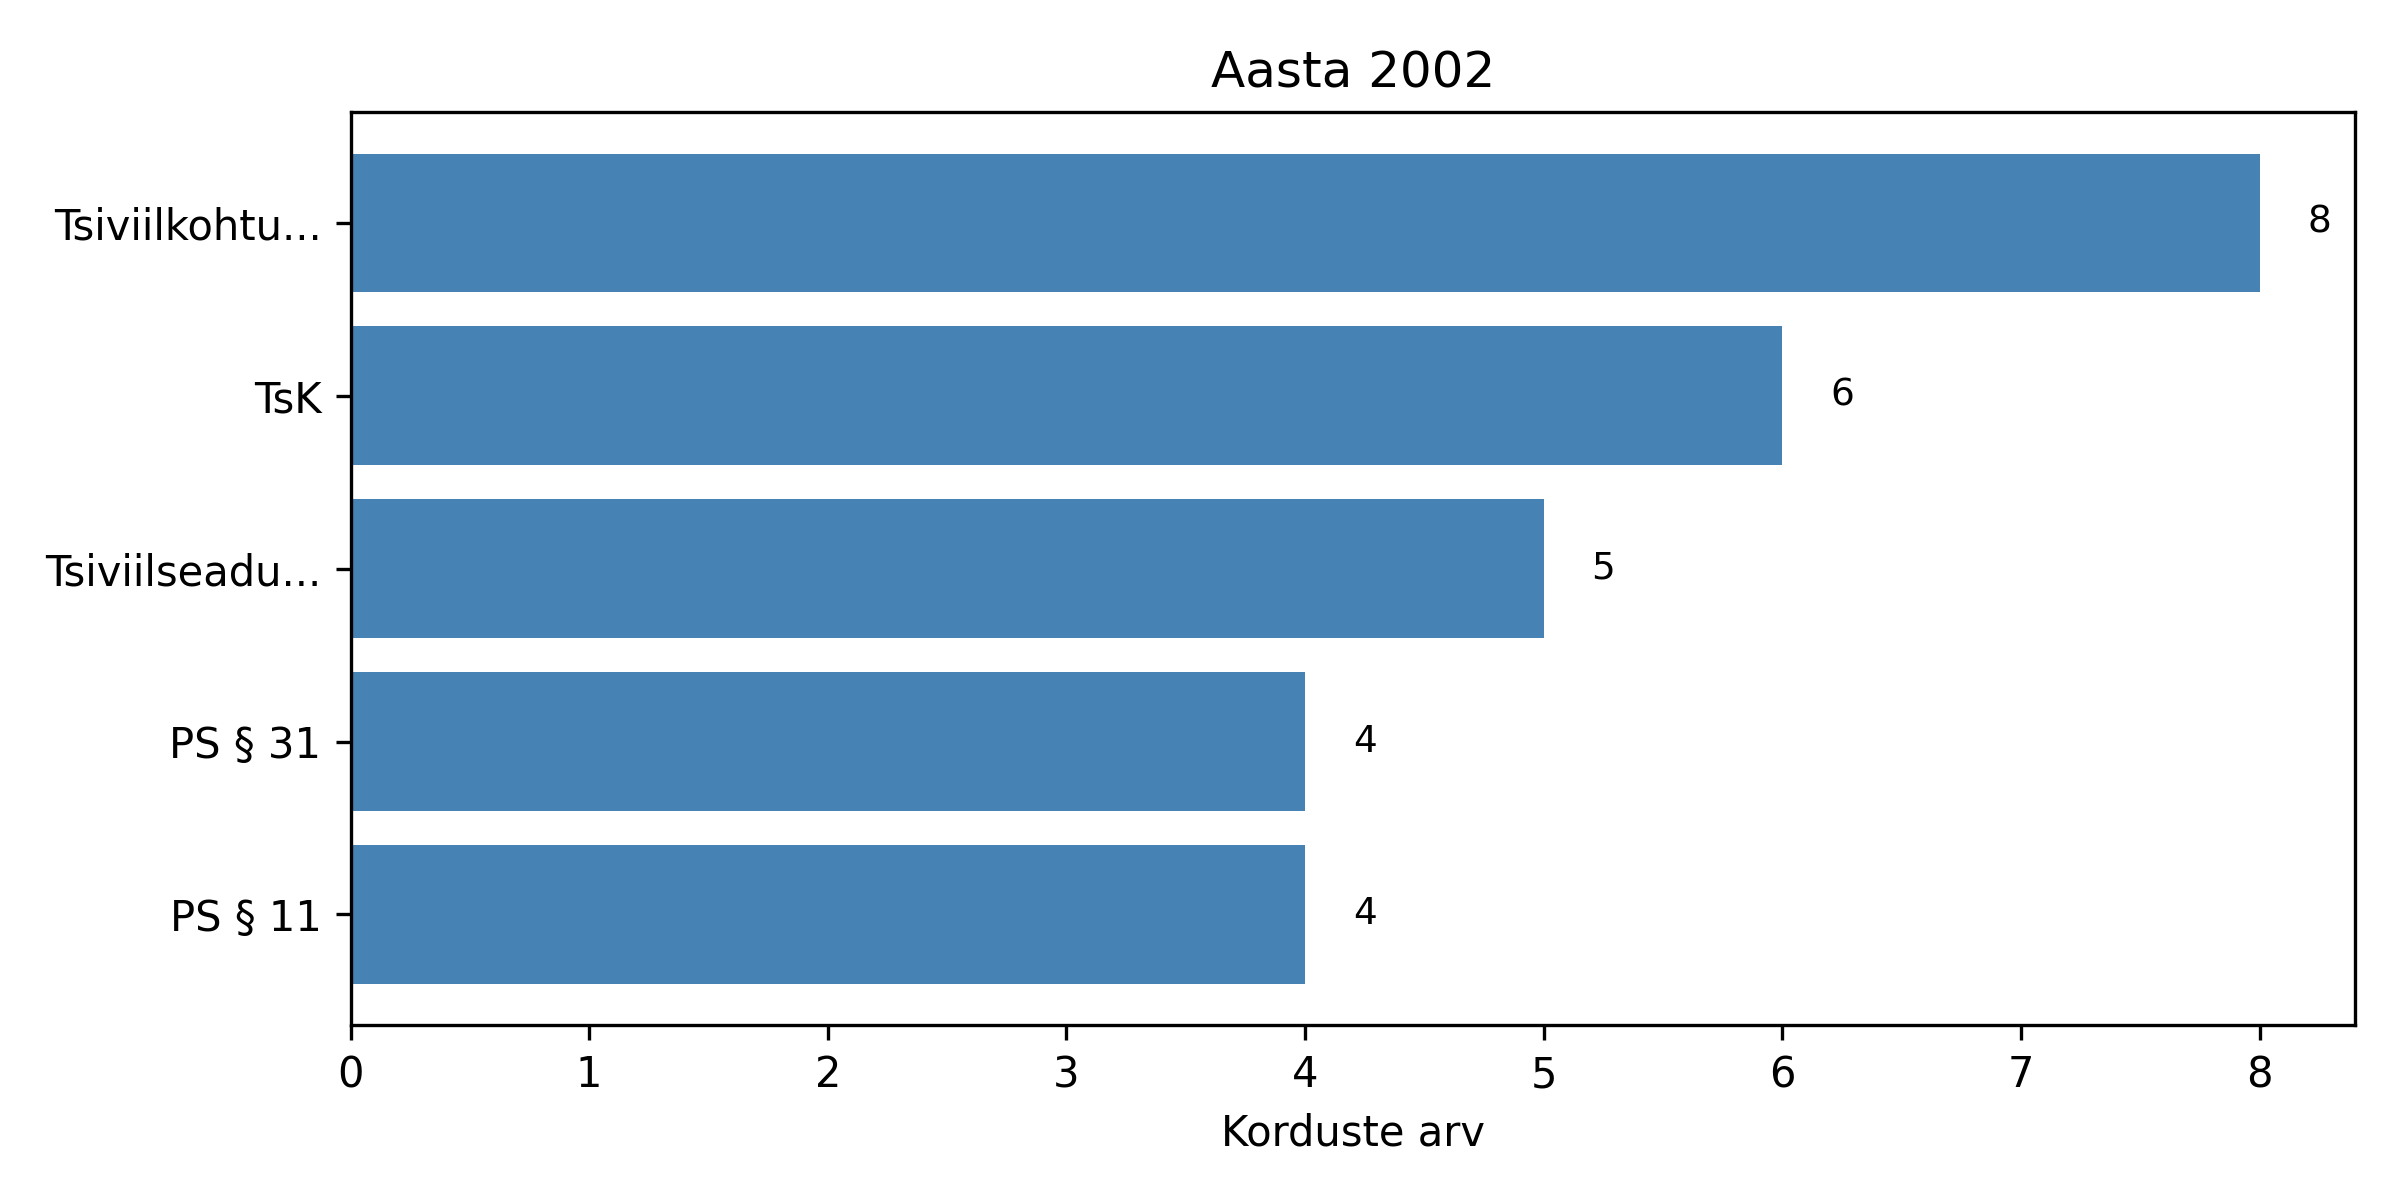 Aasta 2002
Tsiviilkohtu...
8
TsK
6
Tsiviilseadu...
5
PS § 31
4
PS § 11
4
0 1 2 3 4 5 6 7 8
Korduste arv